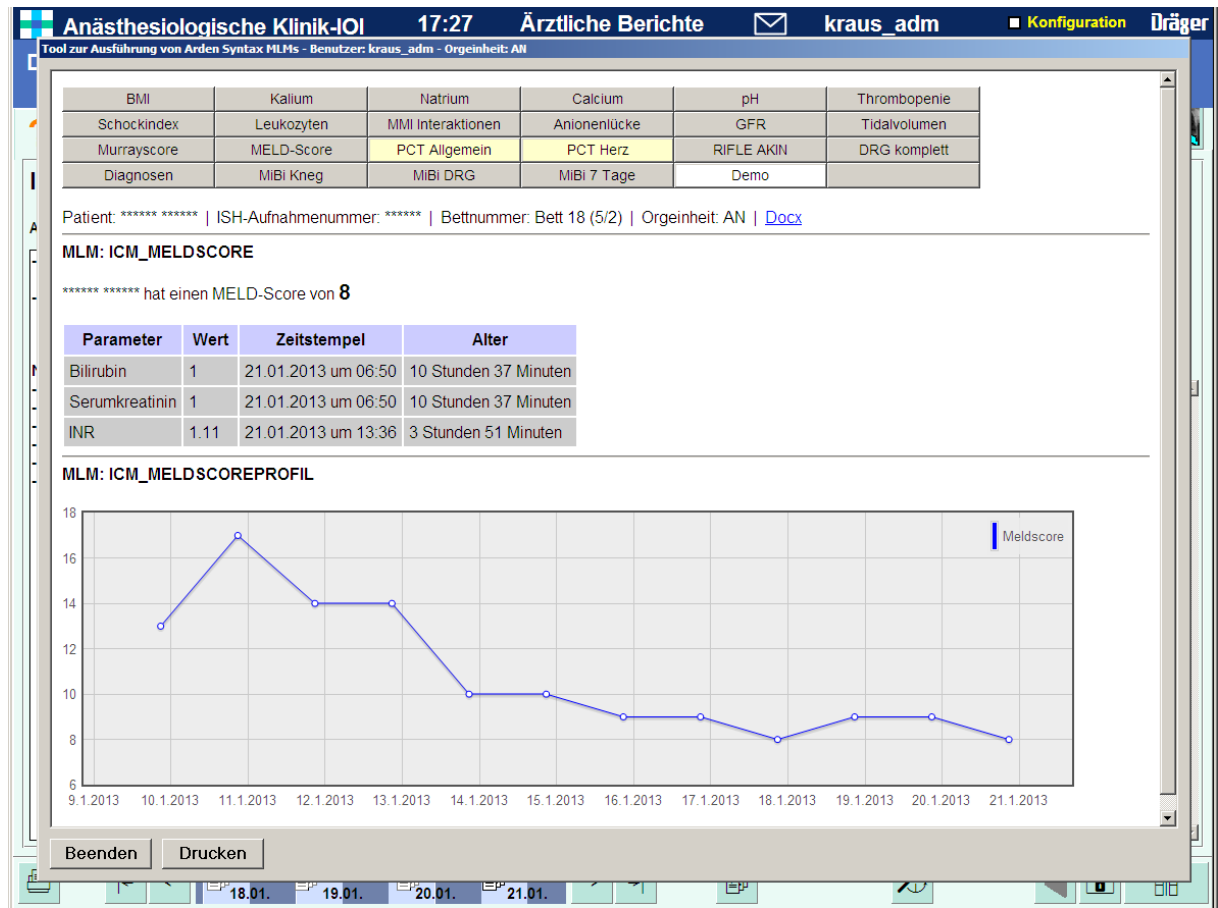 Anästhesiologische Klinik-IOI 17:27 Ärztliche Berichte kraus_adm Konfiguration Dräger
Tool zur Ausführung von Arden Syntax MLMs - Benutzer: kraus_adm - Orgeinheit: AN
BMI Kalium Natrium Calcium pH Thrombopenie
Schockindex Leukozyten MMI Interaktionen Anionenlücke GFR Tidalvolumen
Murrayscore MELD-Score PCT Allgemein PCT Herz RIFLE AKIN DRG komplett
Diagnosen MiBi Kneg MiBi DRG MiBi 7 Tage Demo
Patient: ****** ****** | ISH-Aufnahmenummer: ****** | Bettnummer: Bett 18 (5/2) | Orgeinheit: AN | Docx
MLM: ICM_MELDSCORE
****** ****** hat einen MELD-Score von 8
Parameter Wert Zeitstempel Alter
Bilirubin 1 21.01.2013 um 06:50 10 Stunden 37 Minuten
Serumkreatinin 1 21.01.2013 um 06:50 10 Stunden 37 Minuten
INR 1.11 21.01.2013 um 13:36 3 Stunden 51 Minuten
MLM: ICM_MELDSCOREPROFIL
18
Meldscore
16
14
12
10
8
6
9.1.2013 10.1.2013 11.1.2013 12.1.2013 13.1.2013 14.1.2013 15.1.2013 16.1.2013 17.1.2013 18.1.2013 19.1.2013 20.1.2013 21.1.2013
Beenden Drucken
18.01. 19.01. 20.01. 21.01.